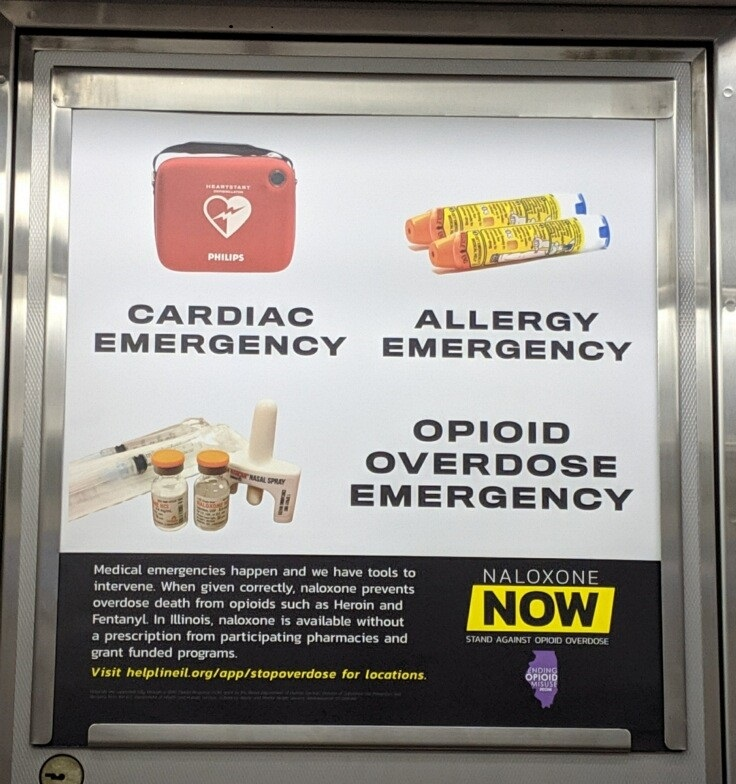 HEARTSTART
PHILIPS
CARDIAC
EMERGENCY
ALLERGY
EMERGENCY
NASAL SPRAY
OPIOID
OVERDOSE
EMERGENCY
Medical emergencies happen and we have tools to
intervene. When given correctly, naloxone prevents
overdose death from opioids such as Heroin and
Fentanyl. In Illinois, naloxone is available without
a prescription from participating pharmacies and
grant funded programs.
Visit helplineil.org/app/stopoverdose for locations.
NALOXONE
NOW
STAND AGAINST OPIOID OVERDOSE
ENDING
OPIOID
MISUSE